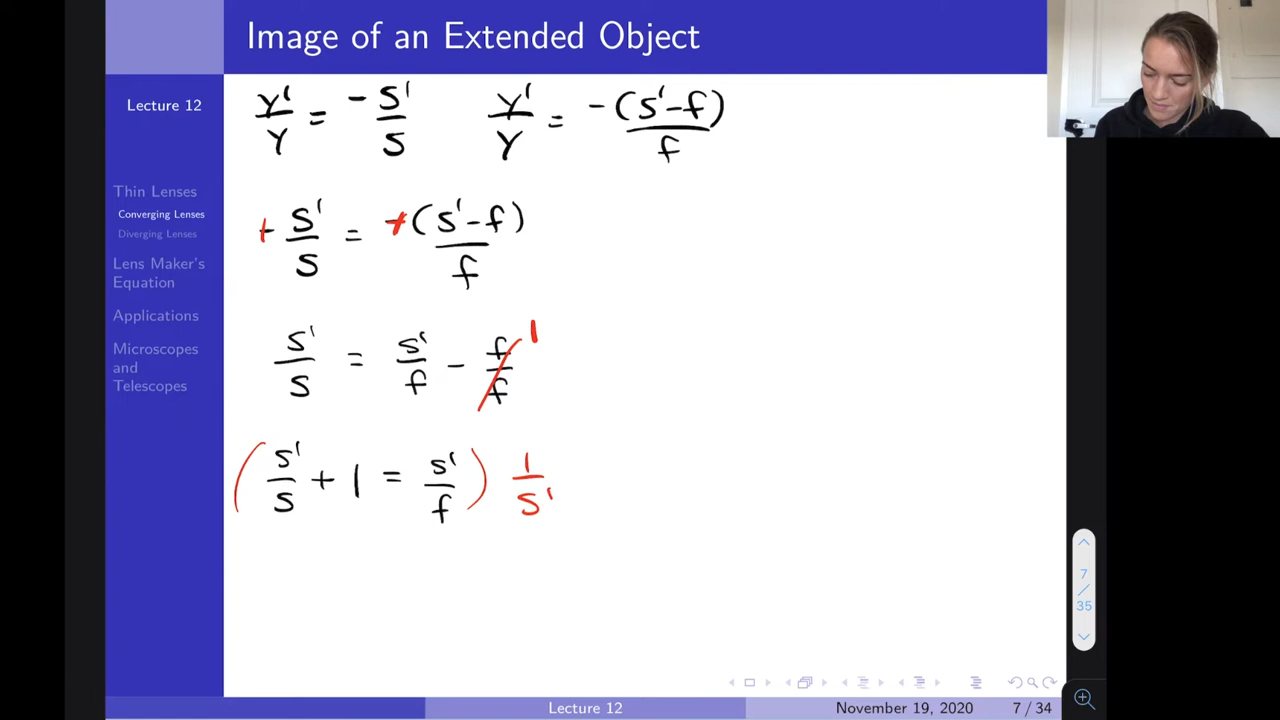 Image of an Extended Object
Lecture 12
Thin Lenses
Converging Lenses
Diverging Lenses
Lens Maker's
Equation
Applications
Microscopes
and
Telescopes
y'/y = -s'/s    y'/y = -(s'-f)/f
+s'/s = +(s'-f)/f
s'/s = s'/f - f/f 1
(s'/s + 1 = s'/f) 1/s'
7
/
35
Lecture 12
November 19, 2020
7 / 34